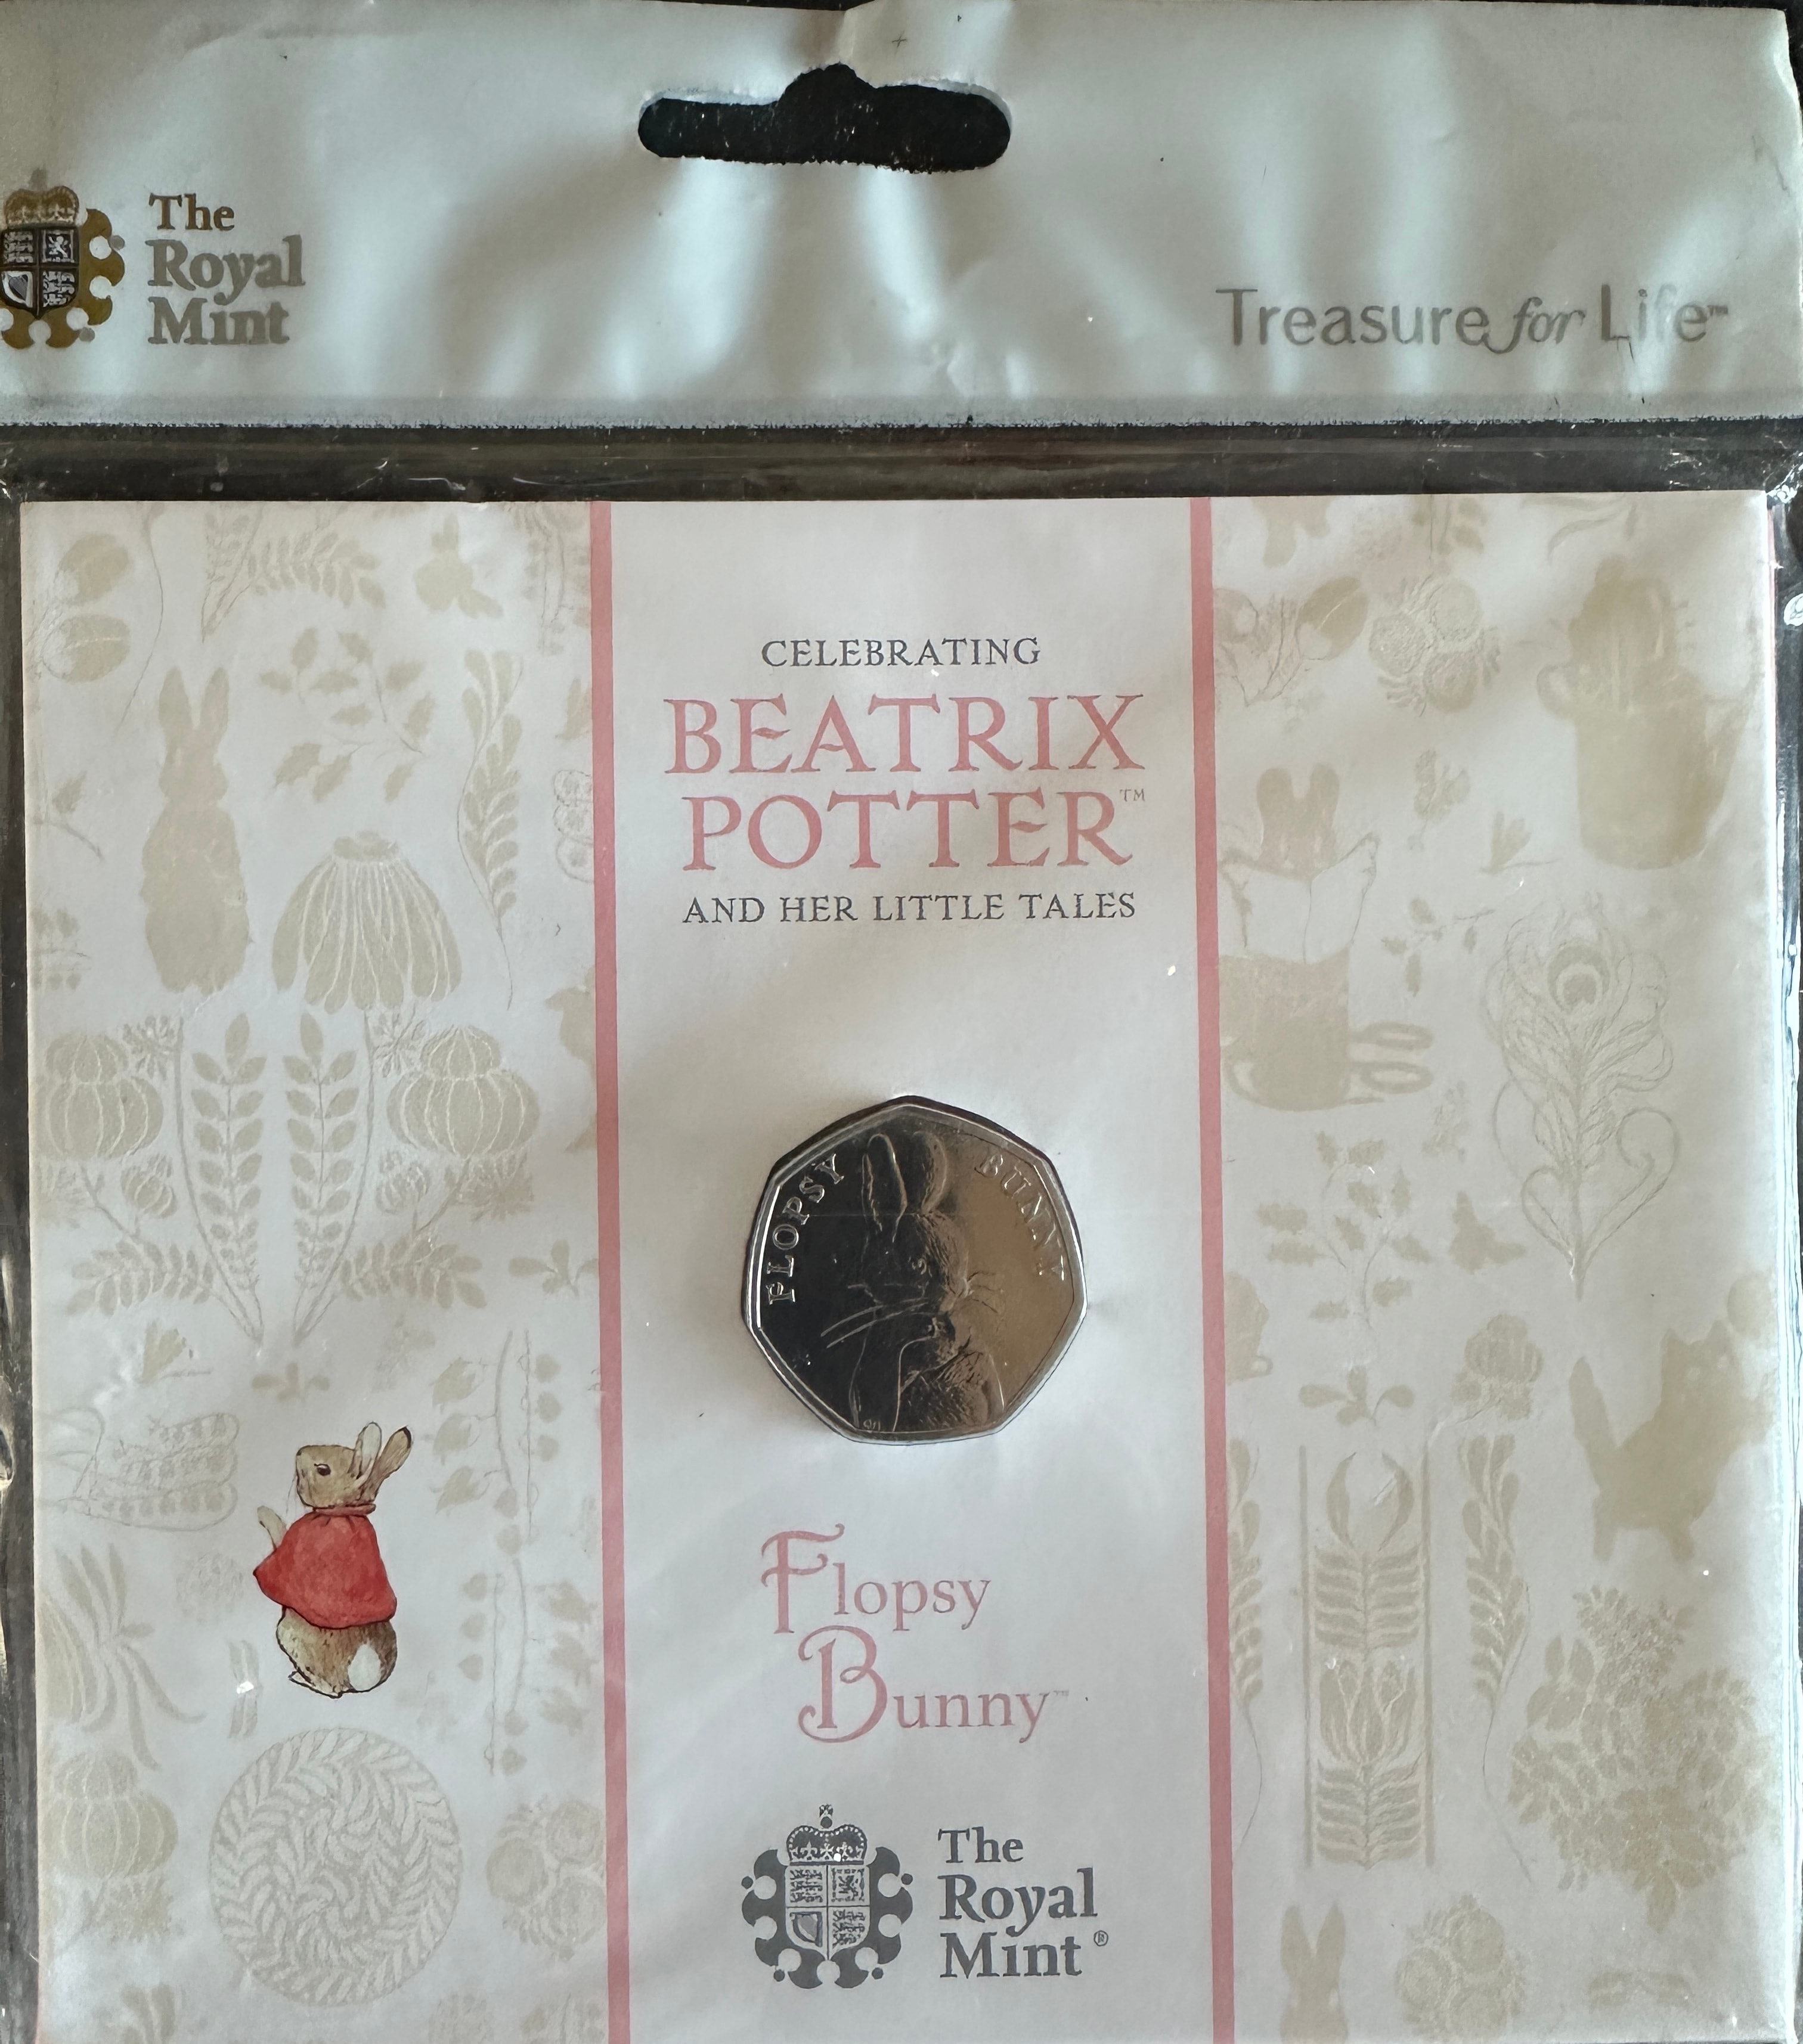 The
Royal
Mint
Treasure for Life™
CELEBRATING
BEATRIX
POTTER™
AND HER LITTLE TALES
FLOPSY BUNNY
Flopsy
Bunny™
The
Royal
Mint®